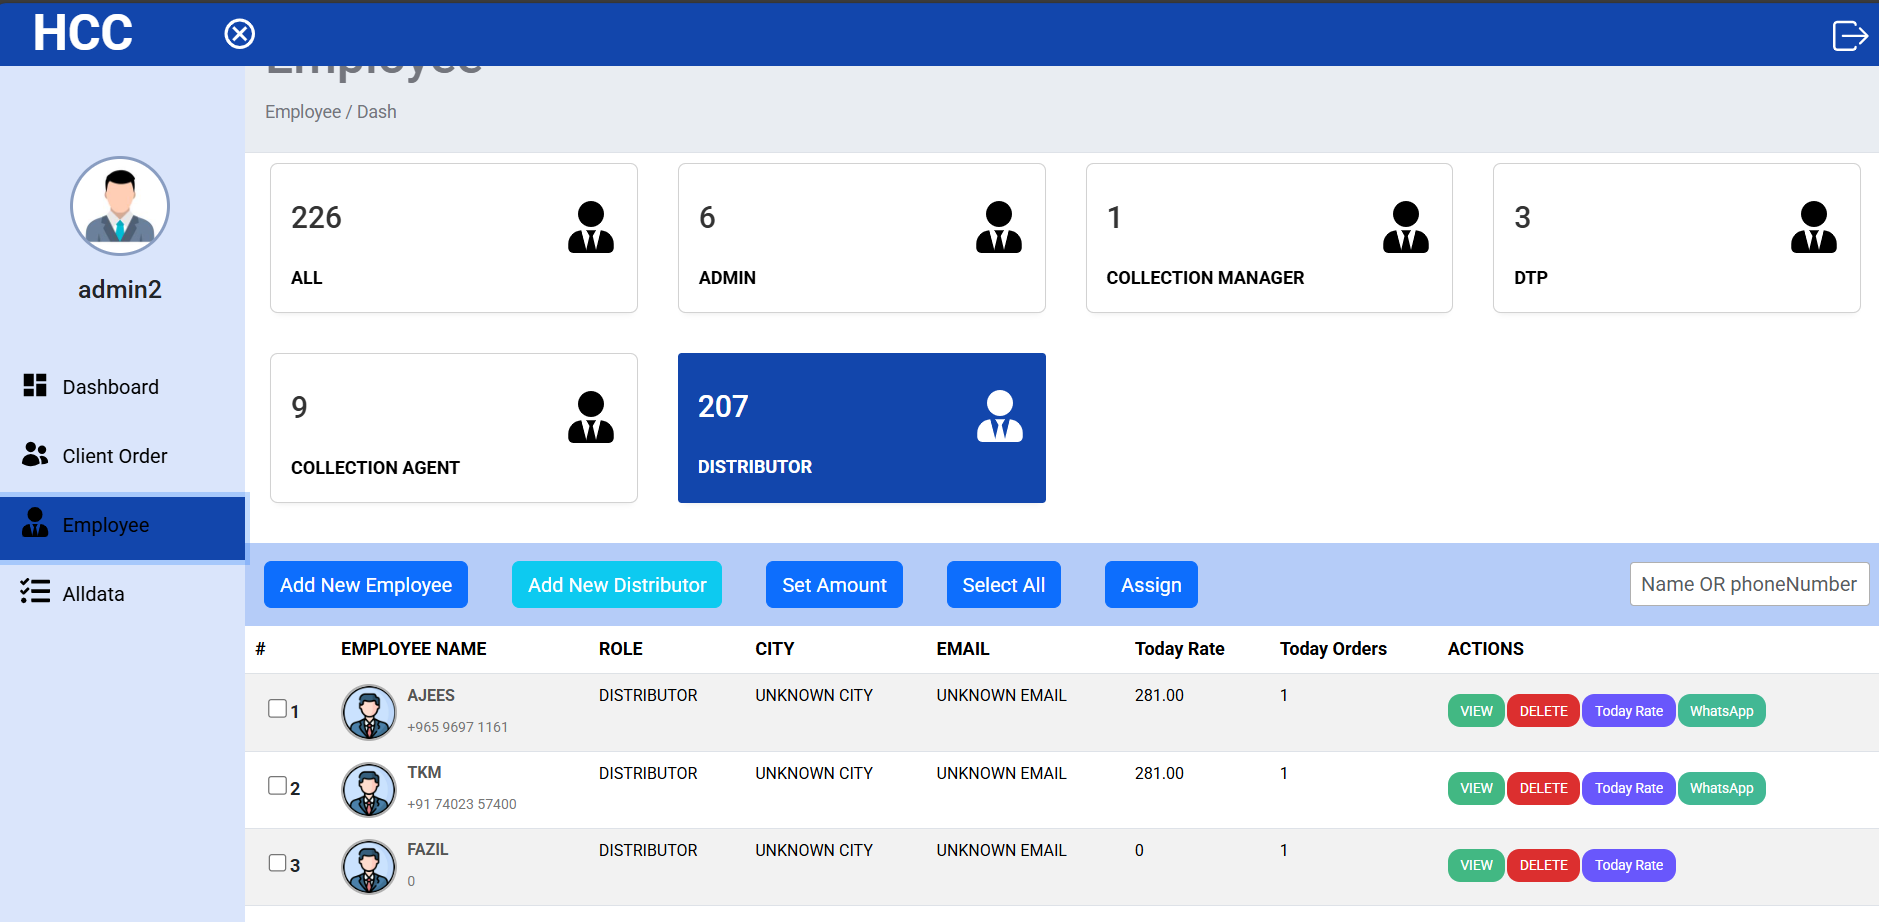 HCC
Employee
Employee / Dash
admin2
Dashboard
Client Order
Employee
Alldata
226
ALL
6
ADMIN
1
COLLECTION MANAGER
3
DTP
9
COLLECTION AGENT
207
DISTRIBUTOR
Add New Employee Add New Distributor Set Amount Select All Assign Name OR phoneNumber
# EMPLOYEE NAME ROLE CITY EMAIL Today Rate Today Orders ACTIONS
1 AJEES DISTRIBUTOR UNKNOWN CITY UNKNOWN EMAIL 281.00 1 VIEW DELETE Today Rate WhatsApp
+965 9697 1161
2 TKM DISTRIBUTOR UNKNOWN CITY UNKNOWN EMAIL 281.00 1 VIEW DELETE Today Rate WhatsApp
+91 74023 57400
3 FAZIL DISTRIBUTOR UNKNOWN CITY UNKNOWN EMAIL 0 1 VIEW DELETE Today Rate
0